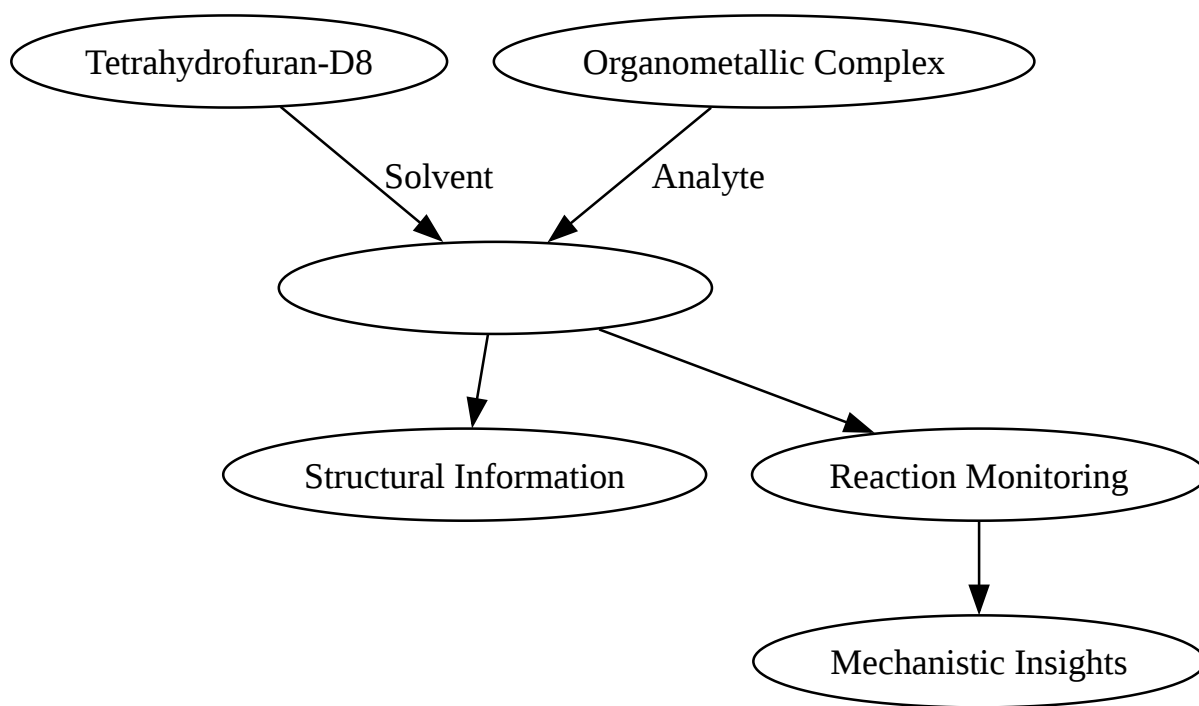 Tetrahydrofuran-D8
Organometallic Complex
Solvent
Analyte
Structural Information
Reaction Monitoring
Mechanistic Insights